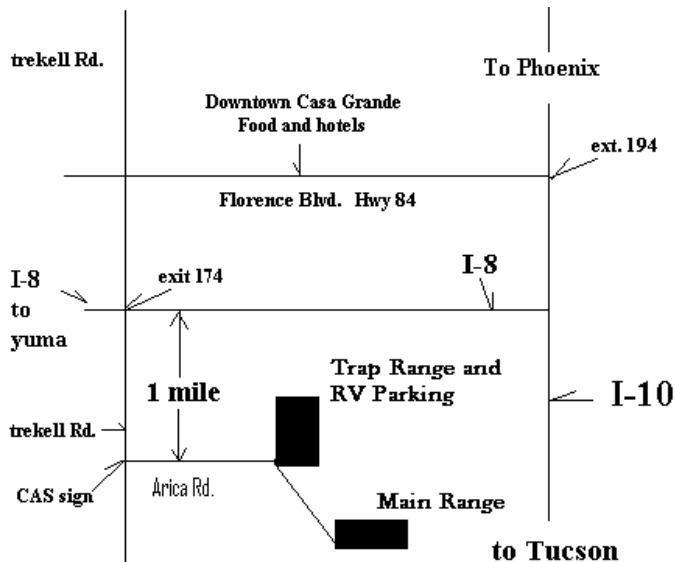 trekell Rd.
To Phoenix
Downtown Casa Grande
Food and hotels
ext. 194
Florence Blvd.  Hwy 84
I-8
to
yuma
exit 174
I-8
Trap Range and
RV Parking
1 mile
I-10
trekell Rd.
CAS sign
Arica Rd.
Main Range
to Tucson